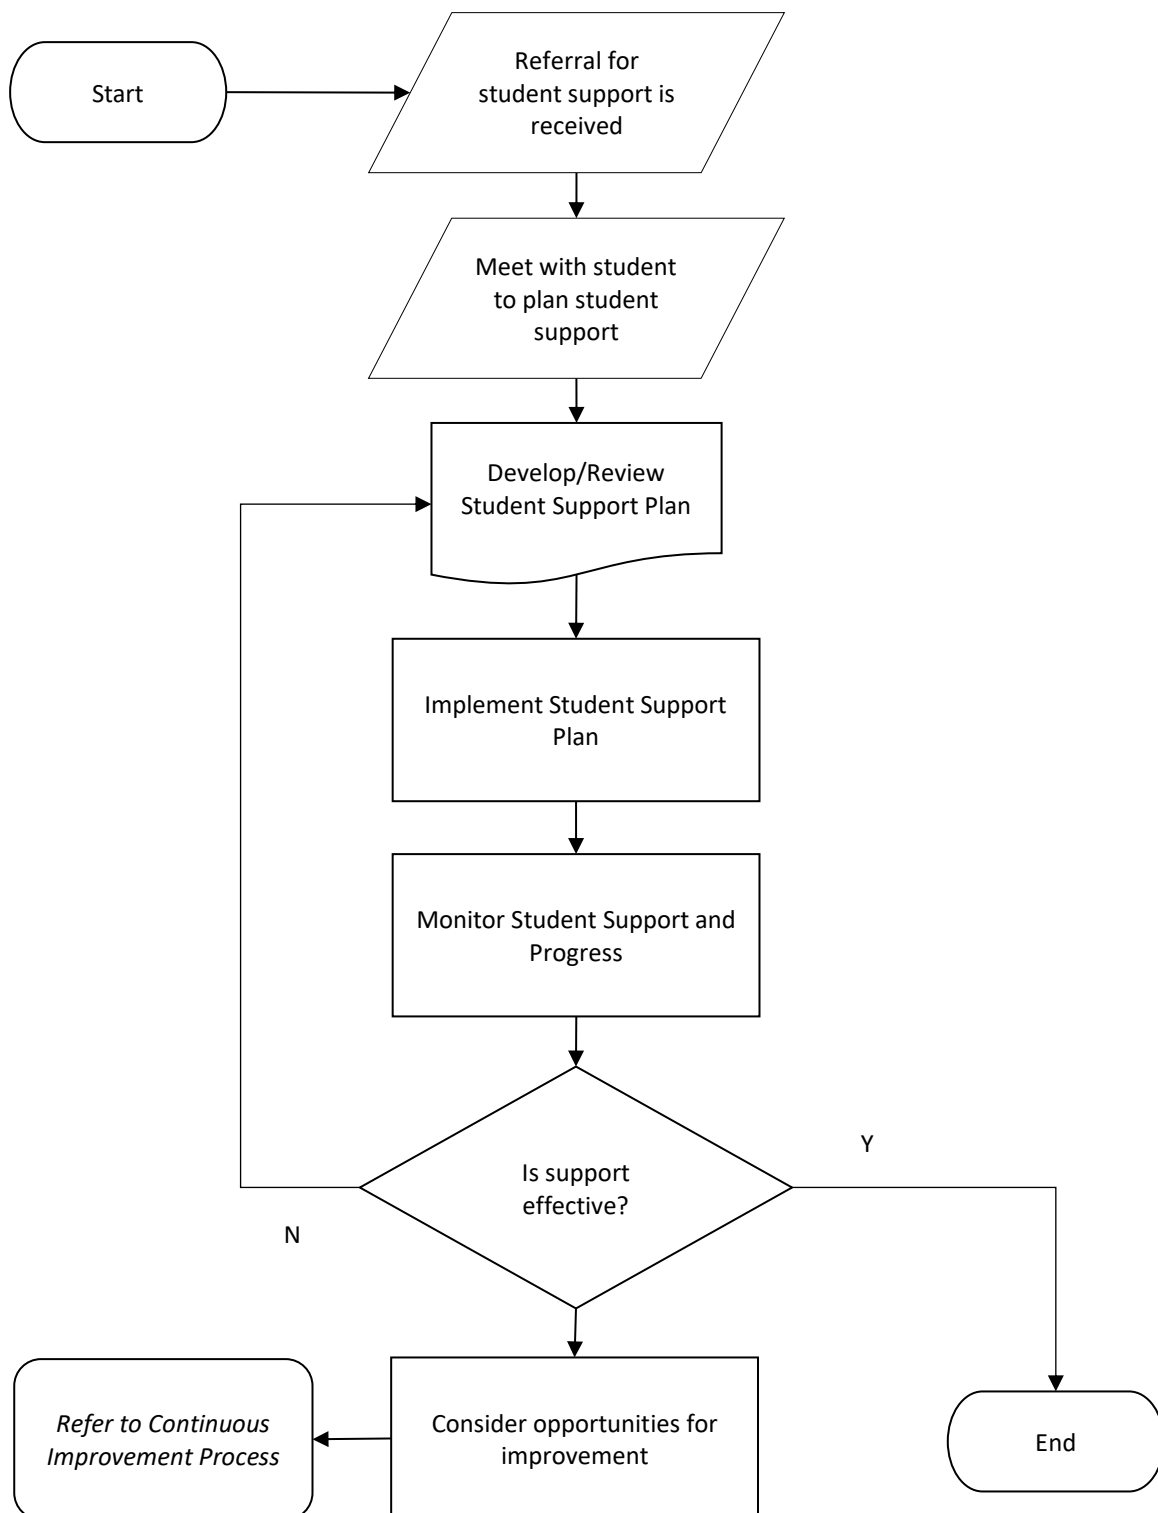 Start
Referral for
student support is
received
Meet with student
to plan student
support
Develop/Review
Student Support Plan
Implement Student Support
Plan
Monitor Student Support and
Progress
Is support
effective?
Y
N
Refer to Continuous
Improvement Process
Consider opportunities for
improvement
End